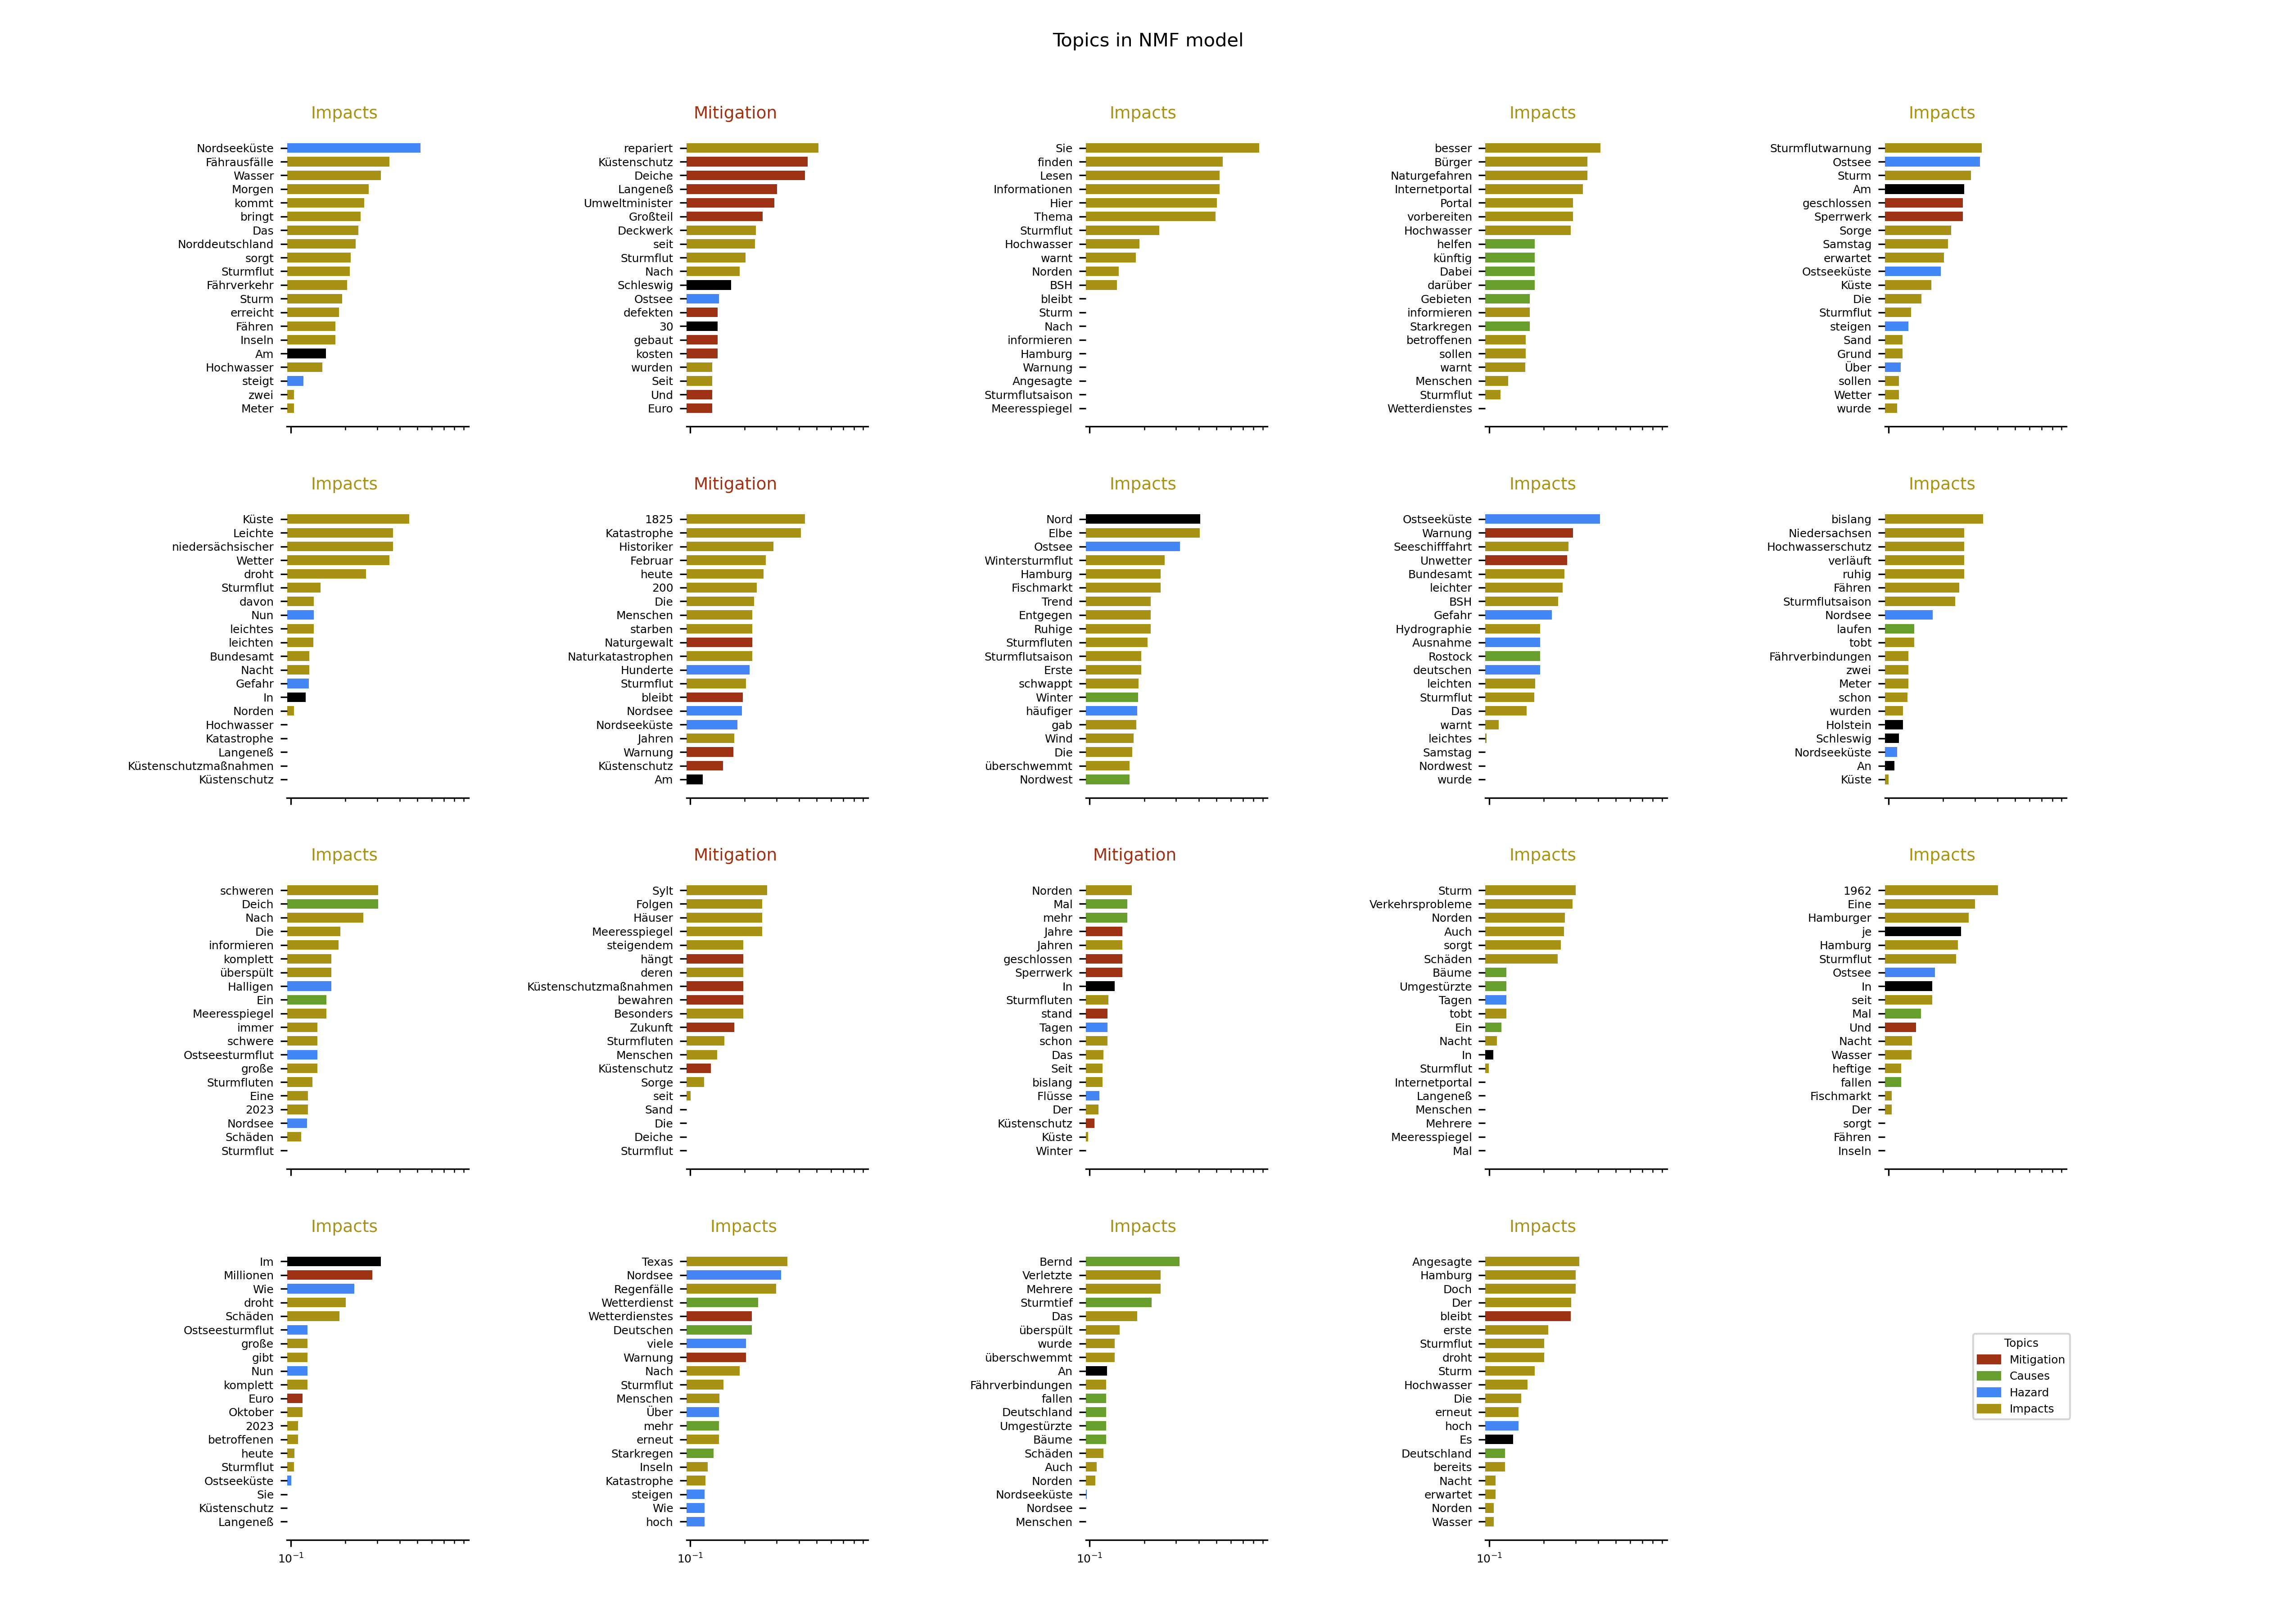 Topics in NMF model
Impacts
Nordseeküste
Fährausfälle
Wasser
Morgen
kommt
bringt
Das
Norddeutschland
sorgt
Sturmflut
Fährverkehr
Sturm
erreicht
Fähren
Inseln
Am
Hochwasser
steigt
zwei
Meter
Mitigation
repariert
Küstenschutz
Deiche
Langeneß
Umweltminister
Großteil
Deckwerk
seit
Sturmflut
Nach
Schleswig
Ostsee
defekten
30
gebaut
kosten
wurden
Seit
Und
Euro
Impacts
Sie
finden
Lesen
Informationen
Hier
Thema
Sturmflut
Hochwasser
warnt
Norden
BSH
bleibt
Sturm
Nach
informieren
Hamburg
Warnung
Angesagte
Sturmflutsaison
Meeresspiegel
Impacts
besser
Bürger
Naturgefahren
Internetportal
Portal
vorbereiten
Hochwasser
helfen
künftig
Dabei
darüber
Gebieten
informieren
Starkregen
betroffenen
sollen
warnt
Menschen
Sturmflut
Wetterdienstes
Impacts
Sturmflutwarnung
Ostsee
Sturm
Am
geschlossen
Sperrwerk
Sorge
Samstag
erwartet
Ostseeküste
Küste
Die
Sturmflut
steigen
Sand
Grund
Über
sollen
Wetter
wurde
Impacts
Küste
Leichte
niedersächsischer
Wetter
droht
Sturmflut
davon
Nun
leichtes
leichten
Bundesamt
Nacht
Gefahr
In
Norden
Hochwasser
Katastrophe
Langeneß
Küstenschutzmaßnahmen
Küstenschutz
Mitigation
1825
Katastrophe
Historiker
Februar
heute
200
Die
Menschen
starben
Naturgewalt
Naturkatastrophen
Hunderte
Sturmflut
bleibt
Nordsee
Nordseeküste
Jahren
Warnung
Küstenschutz
Am
Impacts
Nord
Elbe
Ostsee
Wintersturmflut
Hamburg
Fischmarkt
Trend
Entgegen
Ruhige
Sturmfluten
Sturmflutsaison
Erste
schwappt
Winter
häufiger
gab
Wind
Die
überschwemmt
Nordwest
Impacts
Ostseeküste
Warnung
Seeschifffahrt
Unwetter
Bundesamt
leichter
BSH
Gefahr
Hydrographie
Ausnahme
Rostock
deutschen
leichten
Sturmflut
Das
warnt
leichtes
Samstag
Nordwest
wurde
Impacts
bislang
Niedersachsen
Hochwasserschutz
verläuft
ruhig
Fähren
Sturmflutsaison
Nordsee
laufen
tobt
Fährverbindungen
zwei
Meter
schon
wurden
Holstein
Schleswig
Nordseeküste
An
Küste
Impacts
schweren
Deich
Nach
Die
informieren
komplett
überspült
Halligen
Ein
Meeresspiegel
immer
schwere
Ostseesturmflut
große
Sturmfluten
Eine
2023
Nordsee
Schäden
Sturmflut
Mitigation
Sylt
Folgen
Häuser
Meeresspiegel
steigendem
hängt
deren
Küstenschutzmaßnahmen
bewahren
Besonders
Zukunft
Sturmfluten
Menschen
Küstenschutz
Sorge
seit
Sand
Die
Deiche
Sturmflut
Mitigation
Norden
Mal
mehr
Jahre
Jahren
geschlossen
Sperrwerk
In
Sturmfluten
stand
Tagen
schon
Das
Seit
bislang
Flüsse
Der
Küstenschutz
Küste
Winter
Impacts
Sturm
Verkehrsprobleme
Norden
Auch
sorgt
Schäden
Bäume
Umgestürzte
Tagen
tobt
Ein
Nacht
In
Sturmflut
Internetportal
Langeneß
Menschen
Mehrere
Meeresspiegel
Mal
Impacts
1962
Eine
Hamburger
je
Hamburg
Sturmflut
Ostsee
In
seit
Mal
Und
Nacht
Wasser
heftige
fallen
Fischmarkt
Der
sorgt
Fähren
Inseln
Impacts
Im
Millionen
Wie
droht
Schäden
Ostseesturmflut
große
gibt
Nun
komplett
Euro
Oktober
2023
betroffenen
heute
Sturmflut
Ostseeküste
Sie
Küstenschutz
Langeneß
10⁻¹
Impacts
Texas
Nordsee
Regenfälle
Wetterdienst
Wetterdienstes
Deutschen
viele
Warnung
Nach
Sturmflut
Menschen
Über
mehr
erneut
Starkregen
Inseln
Katastrophe
steigen
Wie
hoch
10⁻¹
Impacts
Bernd
Verletzte
Mehrere
Sturmtief
Das
überspült
wurde
überschwemmt
An
Fährverbindungen
fallen
Deutschland
Umgestürzte
Bäume
Schäden
Auch
Norden
Nordseeküste
Nordsee
Menschen
10⁻¹
Impacts
Angesagte
Hamburg
Doch
Der
bleibt
erste
Sturmflut
droht
Sturm
Hochwasser
Die
erneut
hoch
Es
Deutschland
bereits
Nacht
erwartet
Norden
Wasser
10⁻¹
Topics
Mitigation
Causes
Hazard
Impacts